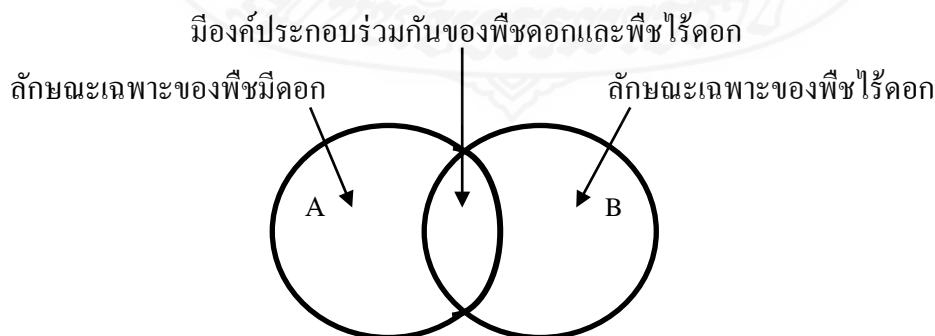 มีองค์ประกอบร่วมกันของพืชดอกและพืชไร้ดอก
ลักษณะเฉพาะของพืชมีดอก
ลักษณะเฉพาะของพืชไร้ดอก
A
B